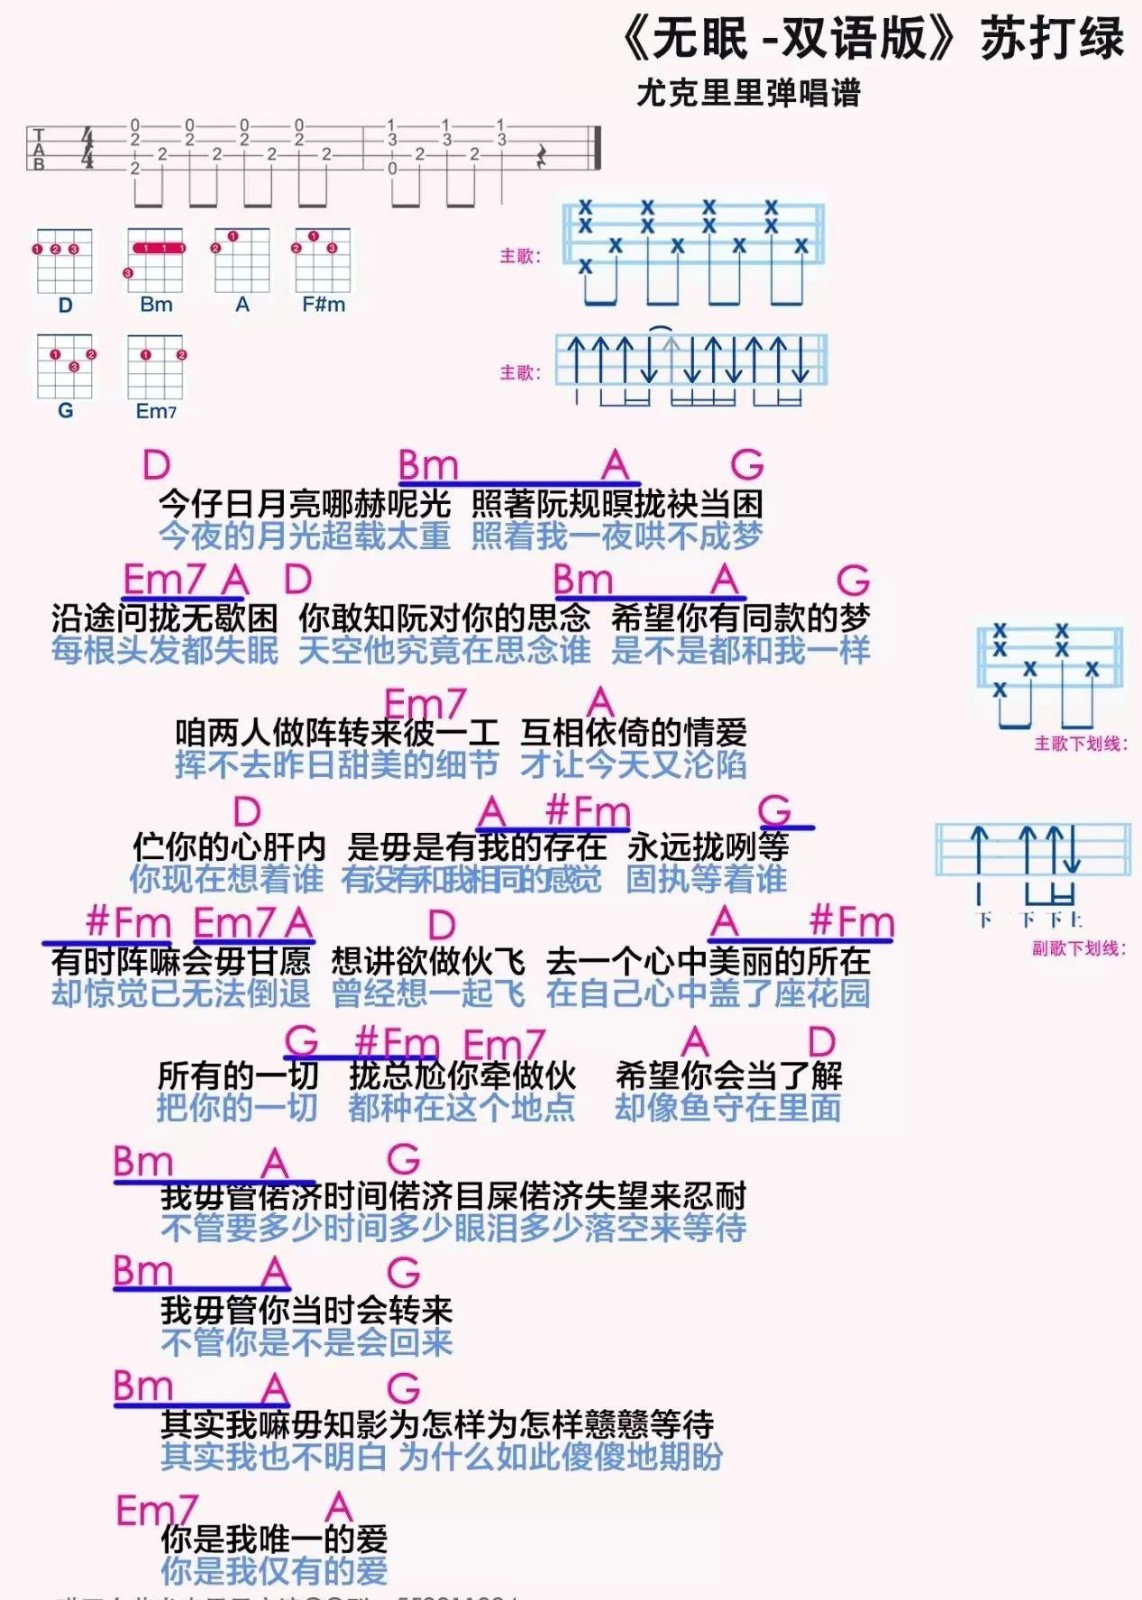 《无眠 -双语版》苏打绿
尤克里里弹唱谱
T A B 4 4 0 2 2 2 0 2 2 0 2 2 0 2 2 1 3 0 2 1 3 2 1 3
D Bm A F#m
主歌:
G Em7
主歌:
D Bm A G
今仔日月亮哪赫呢光 照著阮规暝拢袂当困
今夜的月光超载太重 照着我一夜哄不成梦
Em7 A D Bm A G
沿途问拢无歇困 你敢知阮对你的思念 希望你有同款的梦
每根头发都失眠 天空他究竟在思念谁 是不是都和我一样
Em7 A
咱两人做阵转来彼一工 互相依倚的情爱
挥不去昨日甜美的细节 才让今天又沦陷
主歌下划线:
D A #Fm G
伫你的心肝内 是毋是有我的存在 永远拢咧等
你现在想着谁 有没有和我相同的感觉 固执等着谁
下 下 下 上
副歌下划线:
#Fm Em7 A D A #Fm
有时阵嘛会毋甘愿 想讲欲做伙飞 去一个心中美丽的所在
却惊觉已无法倒退 曾经想一起飞 在自己心中盖了座花园
G #Fm Em7 A D
所有的一切 拢总尬你牵做伙 希望你会当了解
把你的一切 都种在这个地点 却像鱼守在里面
Bm A G
我毋管偌济时间偌济目屎偌济失望来忍耐
不管要多少时间多少眼泪多少落空来等待
Bm A G
我毋管你当时会转来
不管你是不是会回来
Bm A G
其实我嘛毋知影为怎样为怎样戆戆等待
其实我也不明白 为什么如此傻傻地期盼
Em7 A
你是我唯一的爱
你是我仅有的爱